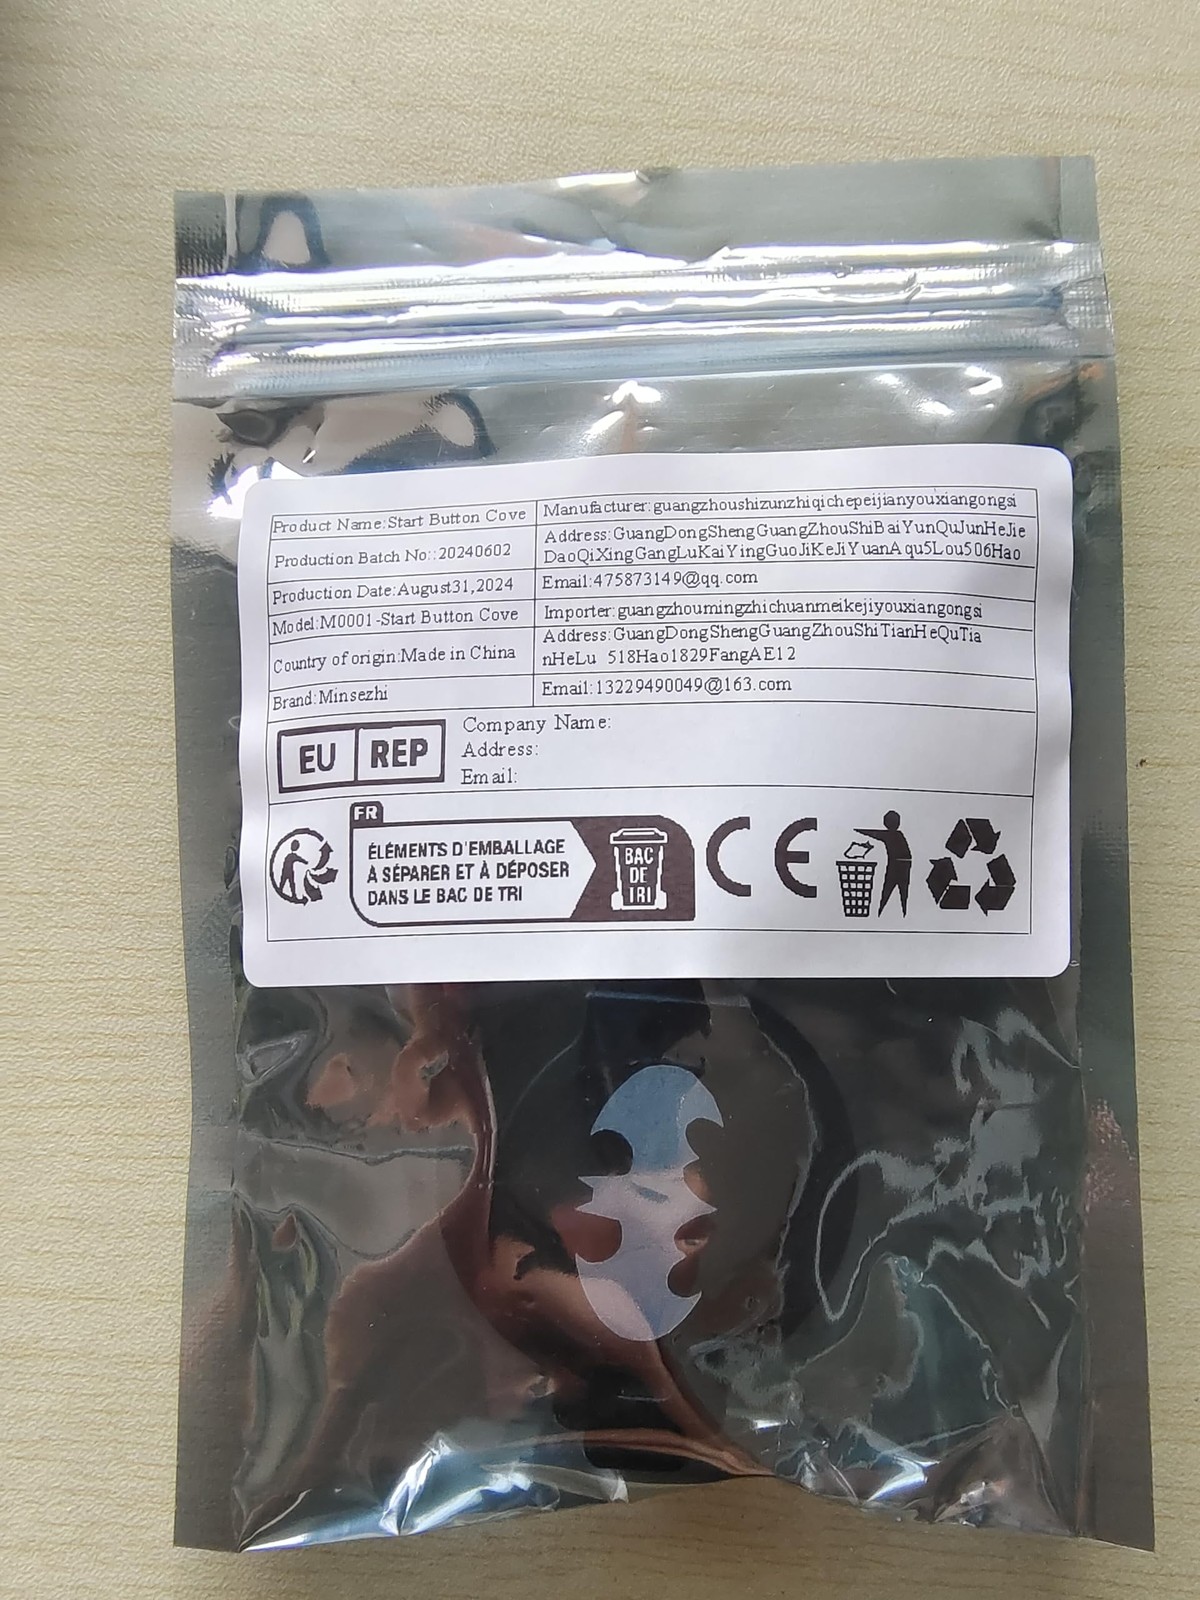 Product Name:Start Button Cove
Production Batch No::20240602
Production Date:August31,2024
Model:M0001-Start Button Cove
Country of origin:Made in China
Brand:Minsezhi
Manufacturer:guangzhoushizunzhiqichepeijianyouxiangongsi
Address:GuangDongShengGuangZhouShiBaiYunQuJunHeJie
DaoQiXingGangLuKaiYingGuoJiKeJiYuanAqu5Lou506Hao
Email:475873149@qq.com
Importer:guangzhoumingzhichuanmeikejiyouxiangongsi
Address:GuangDongShengGuangZhouShiTianHeQuTia
nHeLu 518Hao1829FangAE12
Email:13229490049@163.com
EU REP
Company Name:
Address:
Email:
FR
ÉLÉMENTS D'EMBALLAGE
À SÉPARER ET À DÉPOSER
DANS LE BAC DE TRI
BAC
DE
TRI
CE